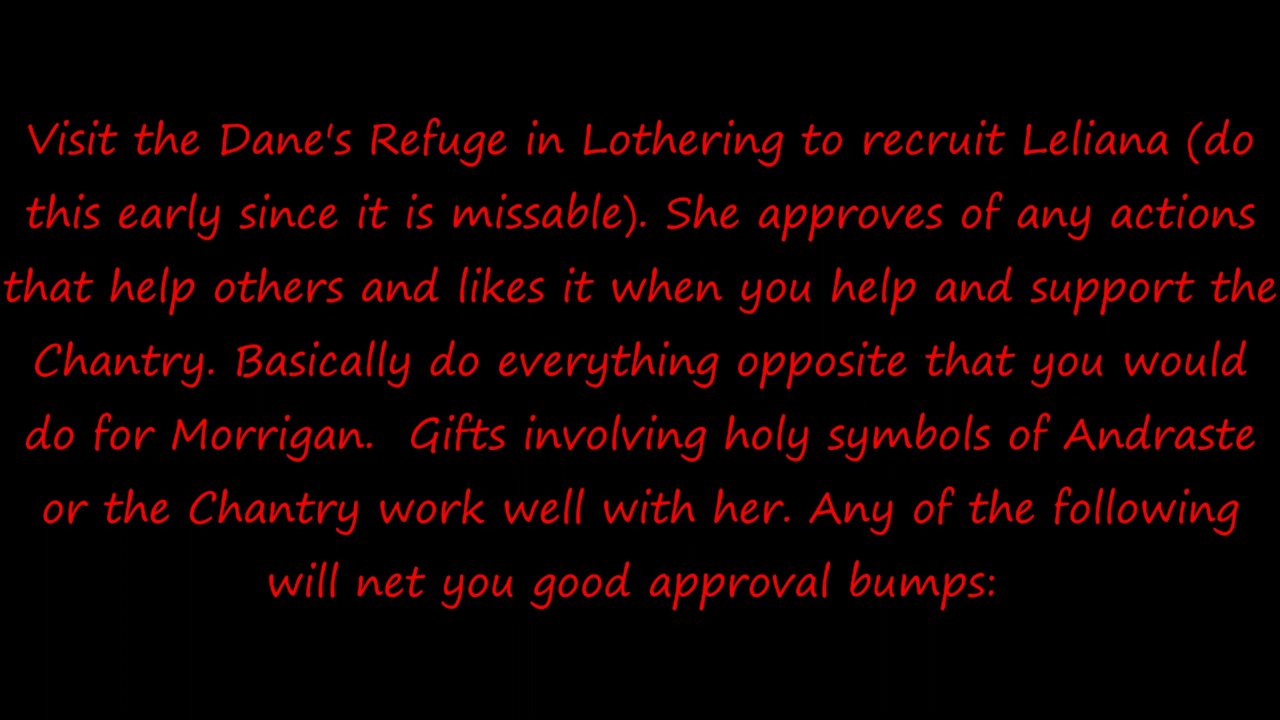 Visit the Dane's Refuge in Lothering to recruit Leliana (do
this early since it is missable). She approves of any actions
that help others and likes it when you help and support the
Chantry. Basically do everything opposite that you would
do for Morrigan.  Gifts involving holy symbols of Andraste
or the Chantry work well with her. Any of the following
will net you good approval bumps: